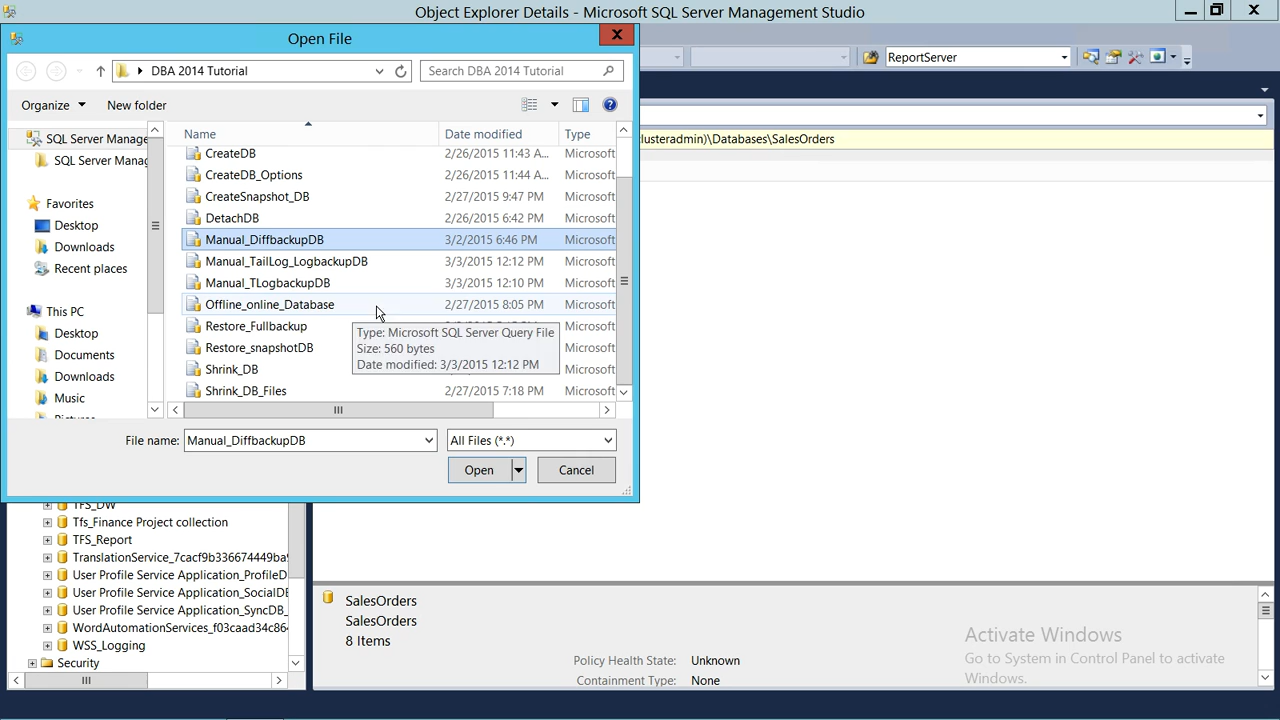 Object Explorer Details - Microsoft SQL Server Management Studio
Open File
DBA 2014 Tutorial
Search DBA 2014 Tutorial
ReportServer
Organize
New folder
Name
Date modified
Type
SQL Server Manage
SQL Server Manag
Favorites
Desktop
Downloads
Recent places
This PC
Desktop
Documents
Downloads
Music
CreateDB 2/26/2015 11:43 A... Microsoft
CreateDB_Options 2/26/2015 11:44 A... Microsoft
CreateSnapshot_DB 2/27/2015 9:47 PM Microsoft
DetachDB 2/26/2015 6:42 PM Microsoft
Manual_DiffbackupDB 3/2/2015 6:46 PM Microsoft
Manual_TailLog_LogbackupDB 3/3/2015 12:12 PM Microsoft
Manual_TLogbackupDB 3/3/2015 12:10 PM Microsoft
Offline_online_Database 2/27/2015 8:05 PM Microsoft
Restore_Fullbackup Microsoft
Restore_snapshotDB Microsoft
Shrink_DB Microsoft
Shrink_DB_Files 2/27/2015 7:18 PM Microsoft
Type: Microsoft SQL Server Query File
Size: 560 bytes
Date modified: 3/3/2015 12:12 PM
File name: Manual_DiffbackupDB
All Files (*.*)
Open
Cancel
clusteradmin)\Databases\SalesOrders
TFS_DW
Tfs_Finance Project collection
TFS_Report
TranslationService_7cacf9b336674449ba
User Profile Service Application_ProfileD
User Profile Service Application_SocialDE
User Profile Service Application_SyncDB_
WordAutomationServices_f03caad34c864
WSS_Logging
Security
SalesOrders
SalesOrders
8 Items
Policy Health State: Unknown
Containment Type: None
Activate Windows
Go to System in Control Panel to activate
Windows.